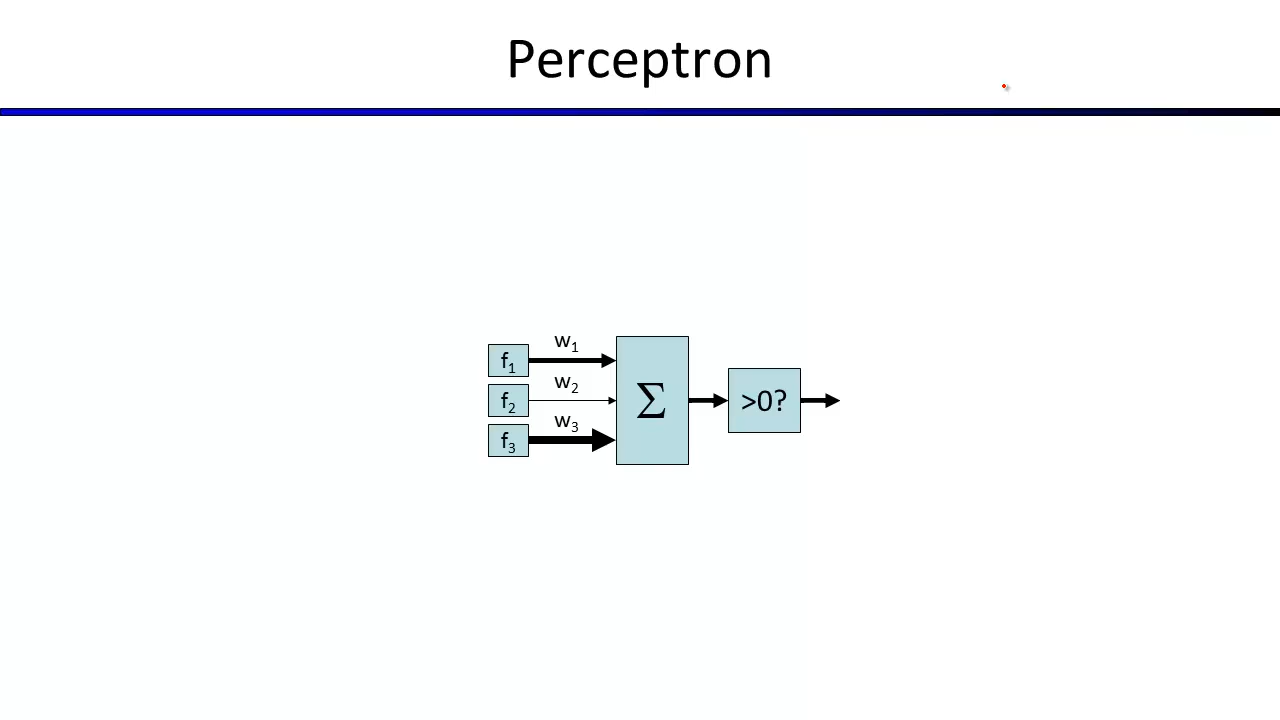 Perceptron
w₁
f₁
w₂
f₂
Σ
>0?
w₃
f₃